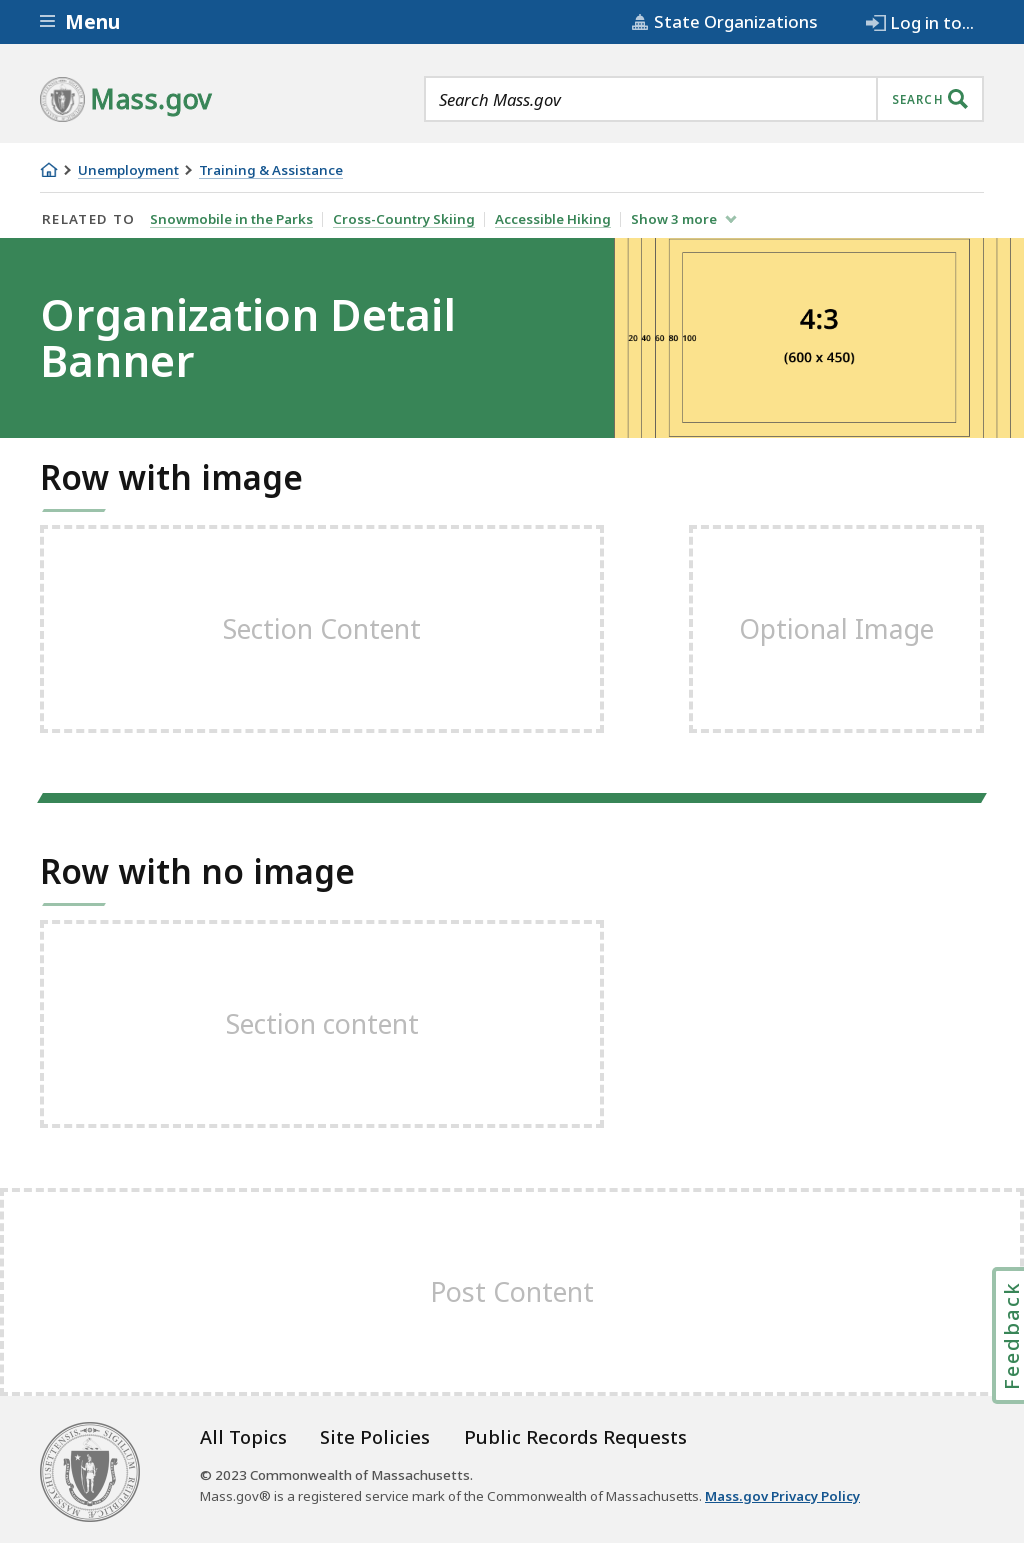 Menu
State Organizations
Log in to...
Mass.gov
Search Mass.gov
SEARCH
Unemployment
Training & Assistance
RELATED TO
Snowmobile in the Parks
Cross-Country Skiing
Accessible Hiking
Show 3 more
Organization Detail
Banner
20 40 60 80 100
4:3
(600 x 450)
Row with image
Section Content
Optional Image
Row with no image
Section content
Post Content
Feedback
All Topics
Site Policies
Public Records Requests
© 2023 Commonwealth of Massachusetts.
Mass.gov® is a registered service mark of the Commonwealth of Massachusetts. Mass.gov Privacy Policy